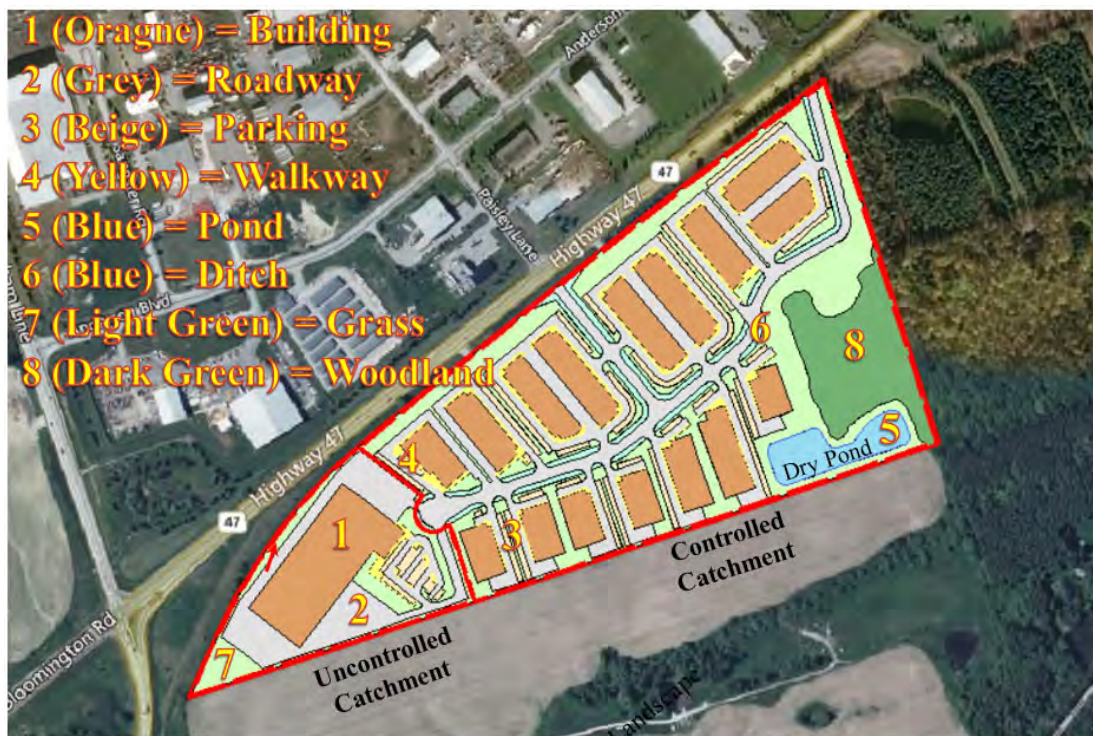 1 (Oragne) = Building
2 (Grey) = Roadway
3 (Beige) = Parking
4 (Yellow) = Walkway
5 (Blue) = Pond
6 (Blue) = Ditch
7 (Light Green) = Grass
8 (Dark Green) = Woodland
Anderson
47
Paisley Lane
Highway 47
Blvd
Line
6
8
Highway 47
4
5
Dry Pond
47
1
3
Controlled
Catchment
2
Bloomington Rd
7
Uncontrolled
Catchment
Landscape